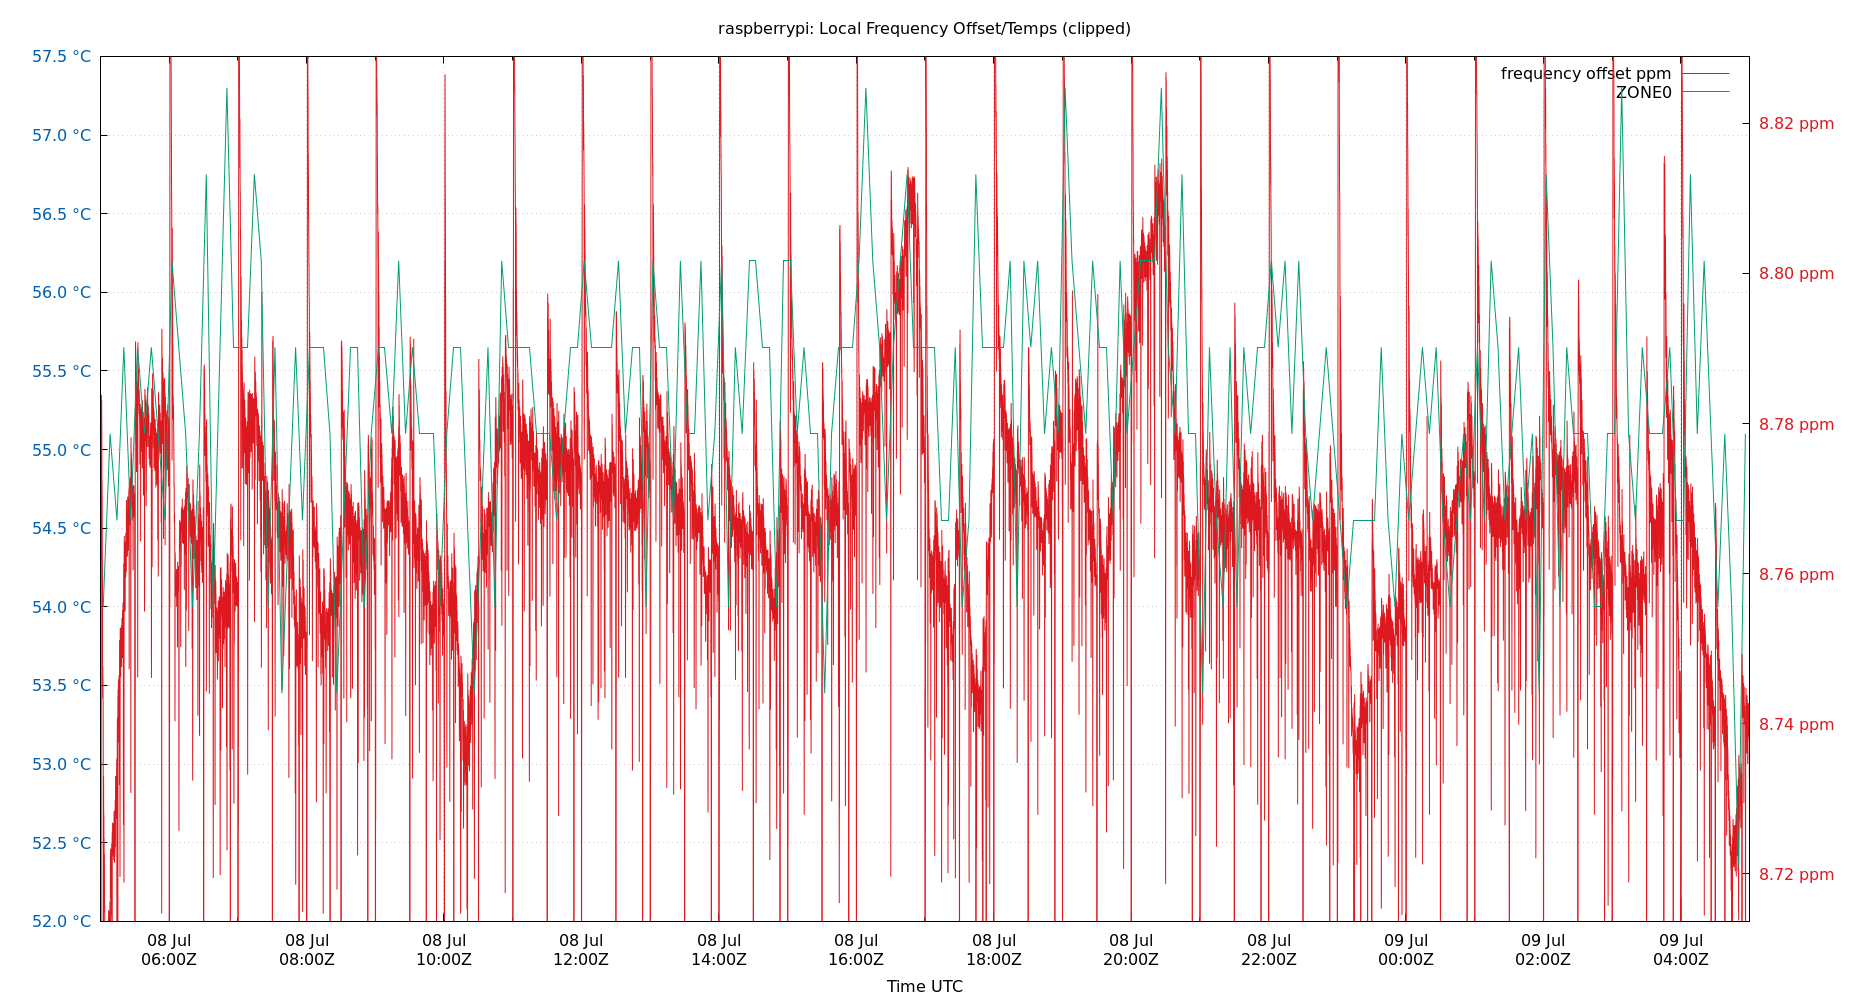 raspberrypi: Local Frequency Offset/Temps (clipped)
57.5 °C
57.0 °C
56.5 °C
56.0 °C
55.5 °C
55.0 °C
54.5 °C
54.0 °C
53.5 °C
53.0 °C
52.5 °C
52.0 °C
frequency offset ppm
ZONE0
8.82 ppm
8.80 ppm
8.78 ppm
8.76 ppm
8.74 ppm
8.72 ppm
08 Jul 08 Jul 08 Jul 08 Jul 08 Jul 08 Jul 08 Jul 08 Jul 08 Jul 09 Jul 09 Jul 09 Jul
06:00Z 08:00Z 10:00Z 12:00Z 14:00Z 16:00Z 18:00Z 20:00Z 22:00Z 00:00Z 02:00Z 04:00Z
Time UTC